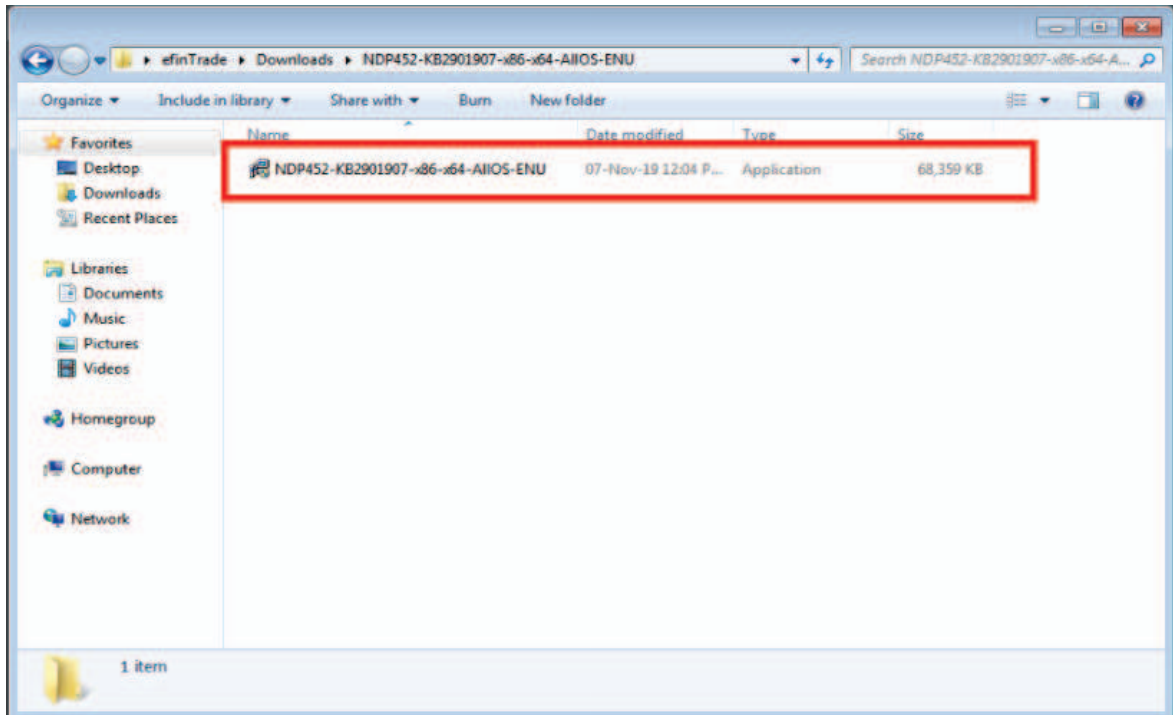 efinTrade ▸ Downloads ▸ NDP452-KB2901907-x86-x64-AllOS-ENU
Search NDP452-KB2901907-x86-x64-A...
Organize Include in library Share with Burn New folder
Name Date modified Type Size
NDP452-KB2901907-x86-x64-AllOS-ENU 07-Nov-19 12:04 P... Application 68,359 KB
Favorites
Desktop
Downloads
Recent Places
Libraries
Documents
Music
Pictures
Videos
Homegroup
Computer
Network
1 item